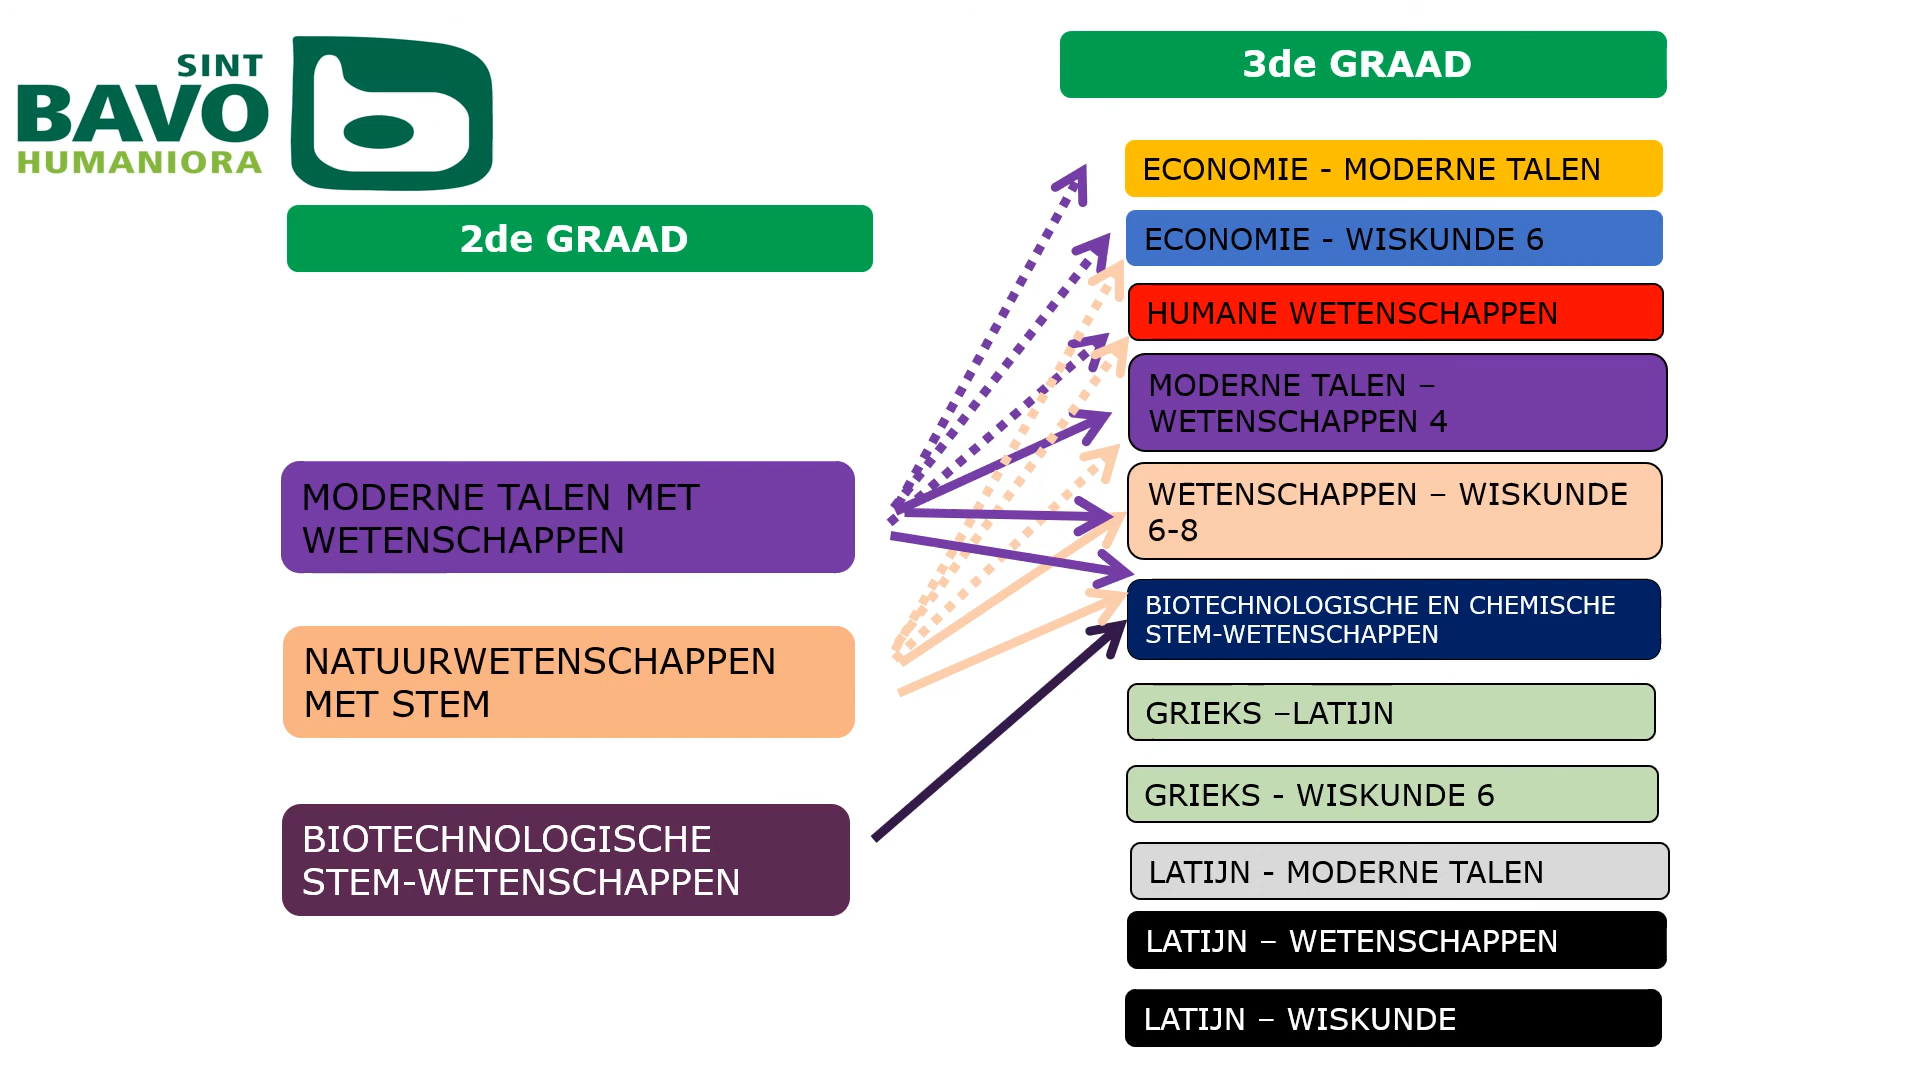 SINT
BAVO
HUMANIORA
2de GRAAD
MODERNE TALEN MET
WETENSCHAPPEN
NATUURWETENSCHAPPEN
MET STEM
BIOTECHNOLOGISCHE
STEM-WETENSCHAPPEN
3de GRAAD
ECONOMIE - MODERNE TALEN
ECONOMIE - WISKUNDE 6
HUMANE WETENSCHAPPEN
MODERNE TALEN –
WETENSCHAPPEN 4
WETENSCHAPPEN – WISKUNDE
6-8
BIOTECHNOLOGISCHE EN CHEMISCHE
STEM-WETENSCHAPPEN
GRIEKS –LATIJN
GRIEKS - WISKUNDE 6
LATIJN - MODERNE TALEN
LATIJN – WETENSCHAPPEN
LATIJN – WISKUNDE